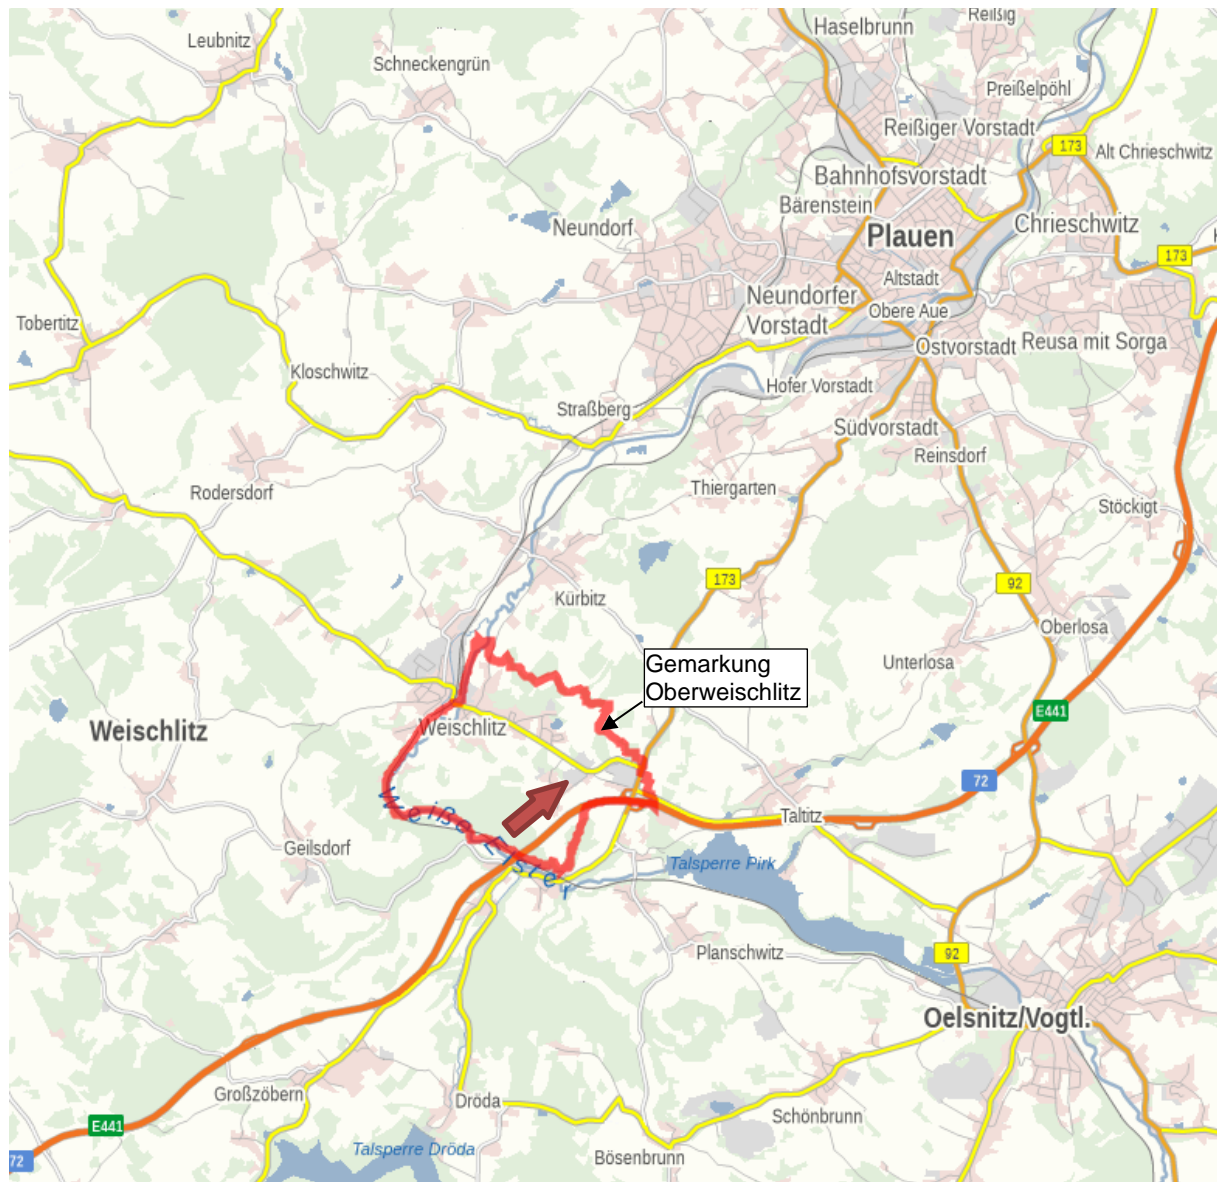 Reißig
Haselbrunn
Leubnitz
Schneckengrün
Preißelpöhl
Reißiger Vorstadt
173
Alt Chrieschwitz
Bahnhofsvorstadt
Bärenstein
Neundorf
Chrieschwitz
Plauen
K
173
Altstadt
Neundorfer
Vorstadt
Obere Aue
Tobertitz
Ostvorstadt
Reusa mit Sorga
Kloschwitz
Hofer Vorstadt
Straßberg
Südvorstadt
Reinsdorf
Rodersdorf
Thiergarten
Stöckigt
173
92
Kürbitz
Oberlosa
Gemarkung
Oberweischlitz
Unterlosa
E441
Weischlitz
Weischlitz
72
Weiße Elster
Taltitz
Geilsdorf
Talsperre Pirk
Planschwitz
92
Oelsnitz/Vogtl.
Großzöbern
Dröda
Schönbrunn
E441
Talsperre Dröda
Bösenbrunn
72